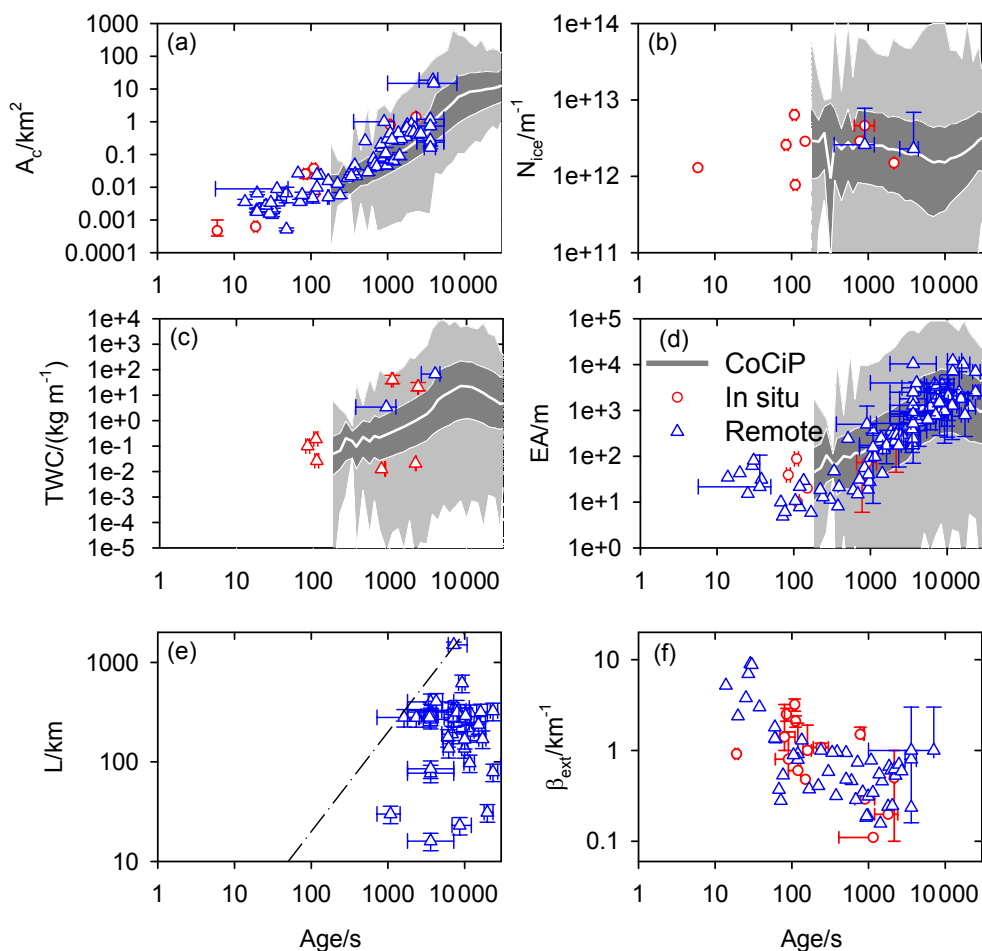 (a)
A_c/km²
1000
100
10
1
0.1
0.01
0.001
0.0001
1 10 100 1000 10000
(b)
N_ice/m⁻¹
1e+14
1e+13
1e+12
1e+11
1 10 100 1000 10000
(c)
TWC/(kg m⁻¹)
1e+4
1e+3
1e+2
1e+1
1e+0
1e-1
1e-2
1e-3
1e-4
1e-5
1 10 100 1000 10000
(d)
EA/m
1e+5
1e+4
1e+3
1e+2
1e+1
1e+0
CoCiP
In situ
Remote
1 10 100 1000 10000
(e)
L/km
1000
100
10
1 10 100 1000 10000
Age/s
(f)
β_ext/km⁻¹
10
1
0.1
1 10 100 1000 10000
Age/s